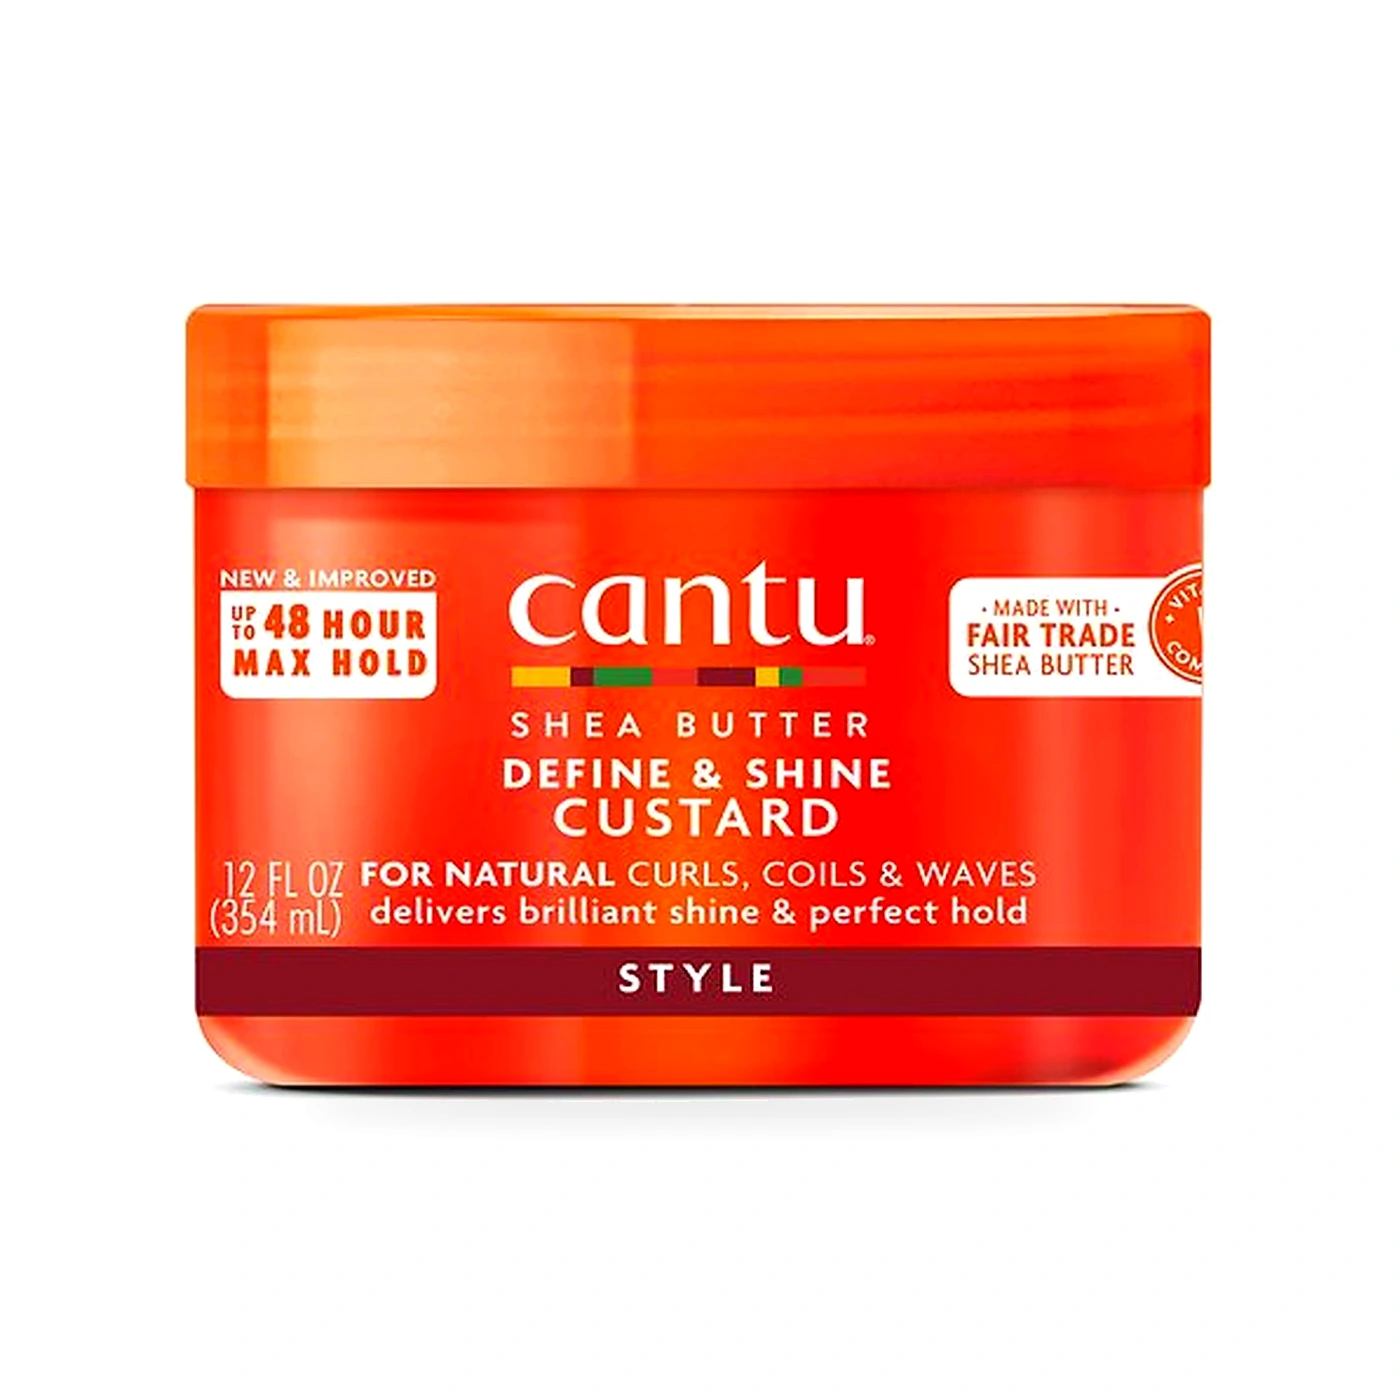 NEW & IMPROVED
UP TO 48 HOUR
MAX HOLD
cantu®
SHEA BUTTER
DEFINE & SHINE
CUSTARD
· MADE WITH ·
FAIR TRADE
SHEA BUTTER
12 FL OZ
(354 mL)
FOR NATURAL CURLS, COILS & WAVES
delivers brilliant shine & perfect hold
STYLE